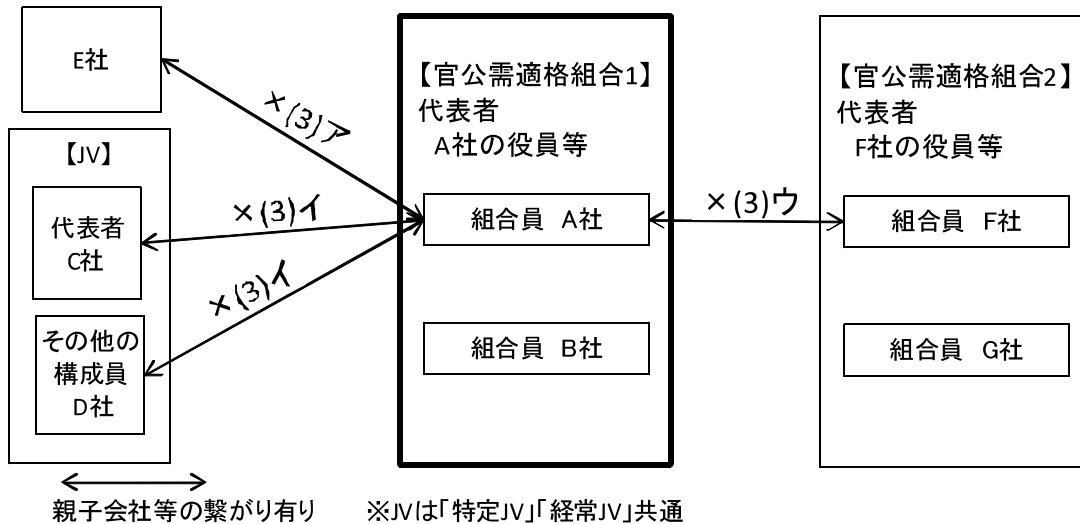 E社
【JV】
代表者
C社
その他の
構成員
D社
×(3)ア
×(3)イ
×(3)イ
【官公需適格組合1】
代表者
A社の役員等
組合員　A社
組合員　B社
×(3)ウ
【官公需適格組合2】
代表者
F社の役員等
組合員　F社
組合員　G社
親子会社等の繋がり有り
※JVは「特定JV」「経常JV」共通